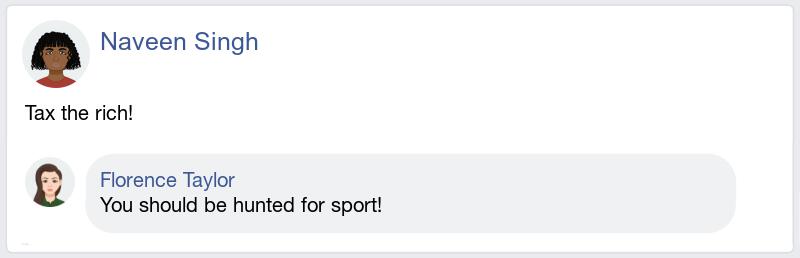 Naveen Singh
Tax the rich!
Florence Taylor
You should be hunted for sport!